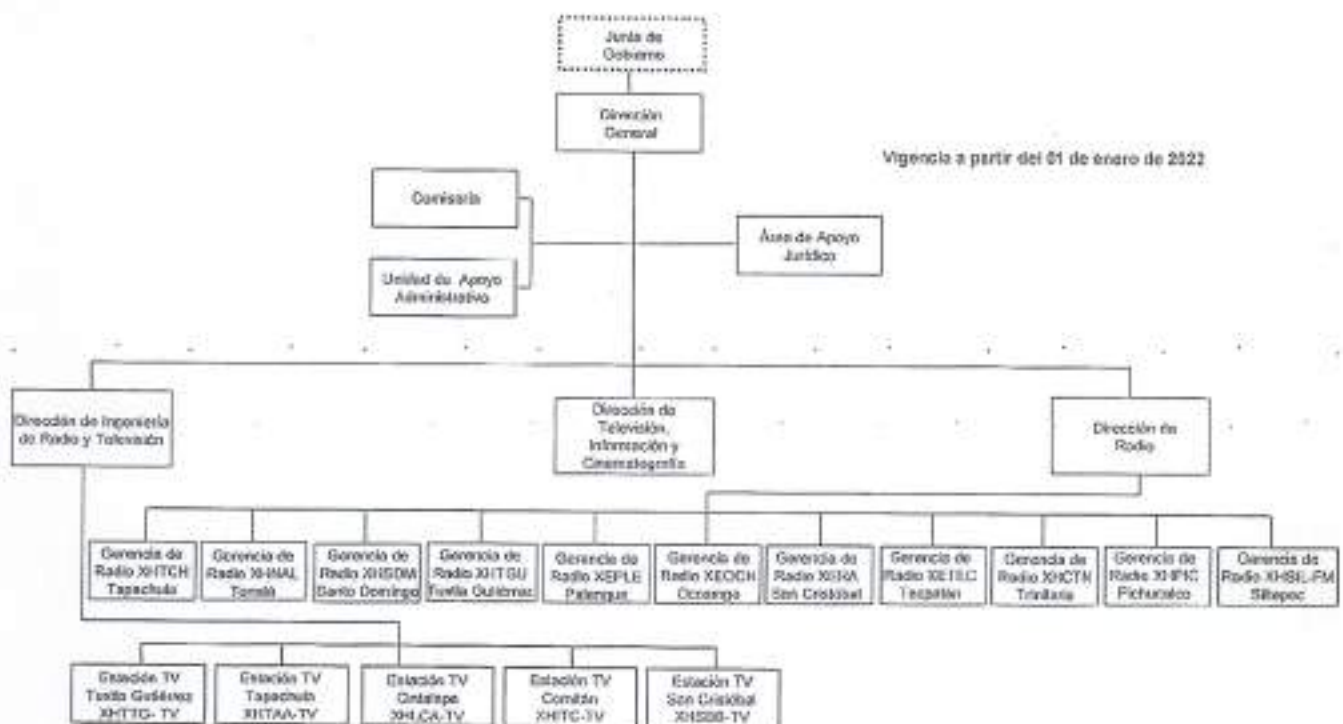 Junta de
Gobierno
Dirección
General
Vigencia a partir del 01 de enero de 2022
Comisaría
Área de Apoyo
Jurídico
Unidad de Apoyo
Administrativo
Dirección de Ingeniería
de Radio y Televisión
Dirección de
Televisión,
Información y
Cinematografía
Dirección de
Radio
Gerencia de
Radio XHTCH
Tapachula
Gerencia de
Radio XHNAL
Tonalá
Gerencia de
Radio XHSDM
Santo Domingo
Gerencia de
Radio XHTGU
Tuxtla Gutiérrez
Gerencia de
Radio XEPLE
Palenque
Gerencia de
Radio XEOCH
Ocosingo
Gerencia de
Radio XERA
San Cristóbal
Gerencia de
Radio
Tecpatán
Gerencia de
Radio XHCTN
Trinitaria
Gerencia de
Radio XHPIC
Pichucalco
Gerencia de
Radio XHSIL-FM
Siltepec
Estación TV
Tuxtla Gutiérrez
XHTTG- TV
Estación TV
Tapachula
XHTAA-TV
Estación TV
Cintalapa
XHLCA-TV
Estación TV
Comitán
XHITC-TV
Estación TV
San Cristóbal
XHSBB-TV